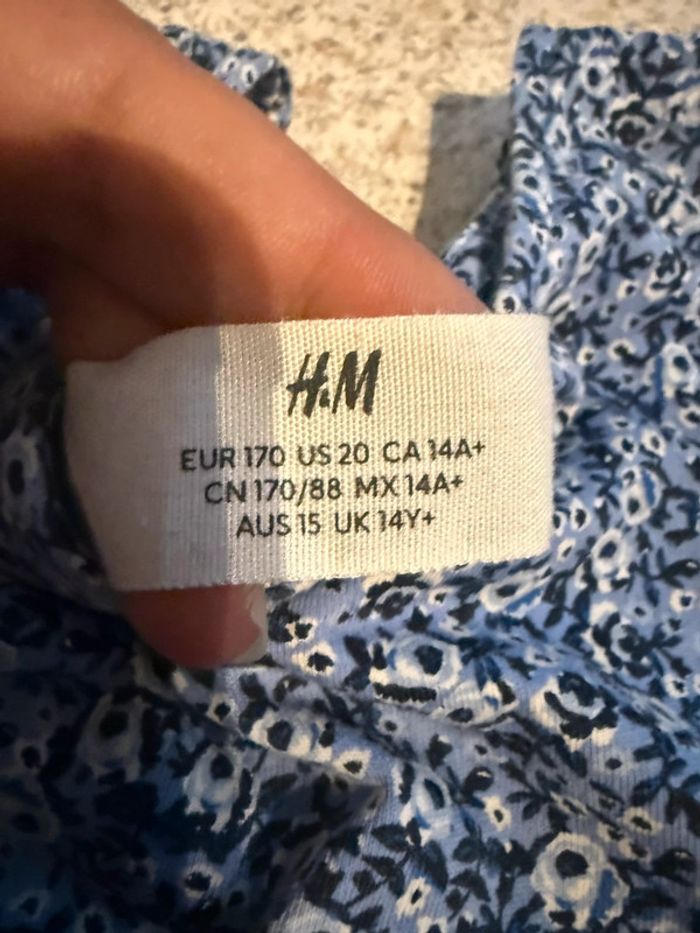 H&M
EUR 170 US 20 CA 14A+
CN 170/88 MX 14A+
AUS 15 UK 14Y+